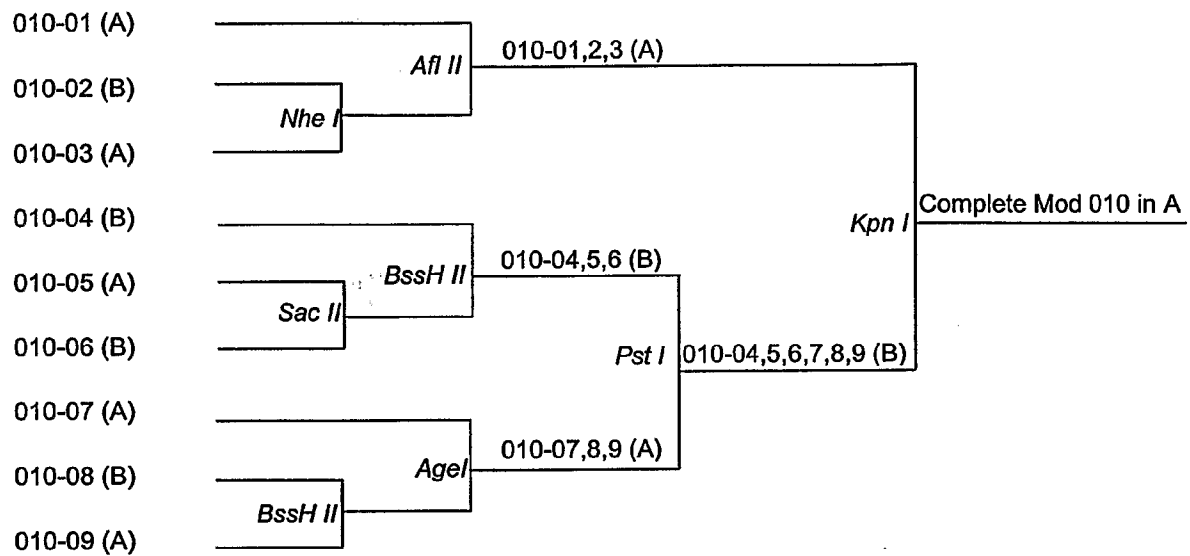 010-01 (A)
010-01,2,3 (A)
Afl II
010-02 (B)
Nhe I
010-03 (A)
Complete Mod 010 in A
Kpn I
010-04 (B)
010-04,5,6 (B)
BssH II
010-05 (A)
Sac II
010-06 (B)
Pst I
010-04,5,6,7,8,9 (B)
010-07 (A)
010-07,8,9 (A)
AgeI
010-08 (B)
BssH II
010-09 (A)